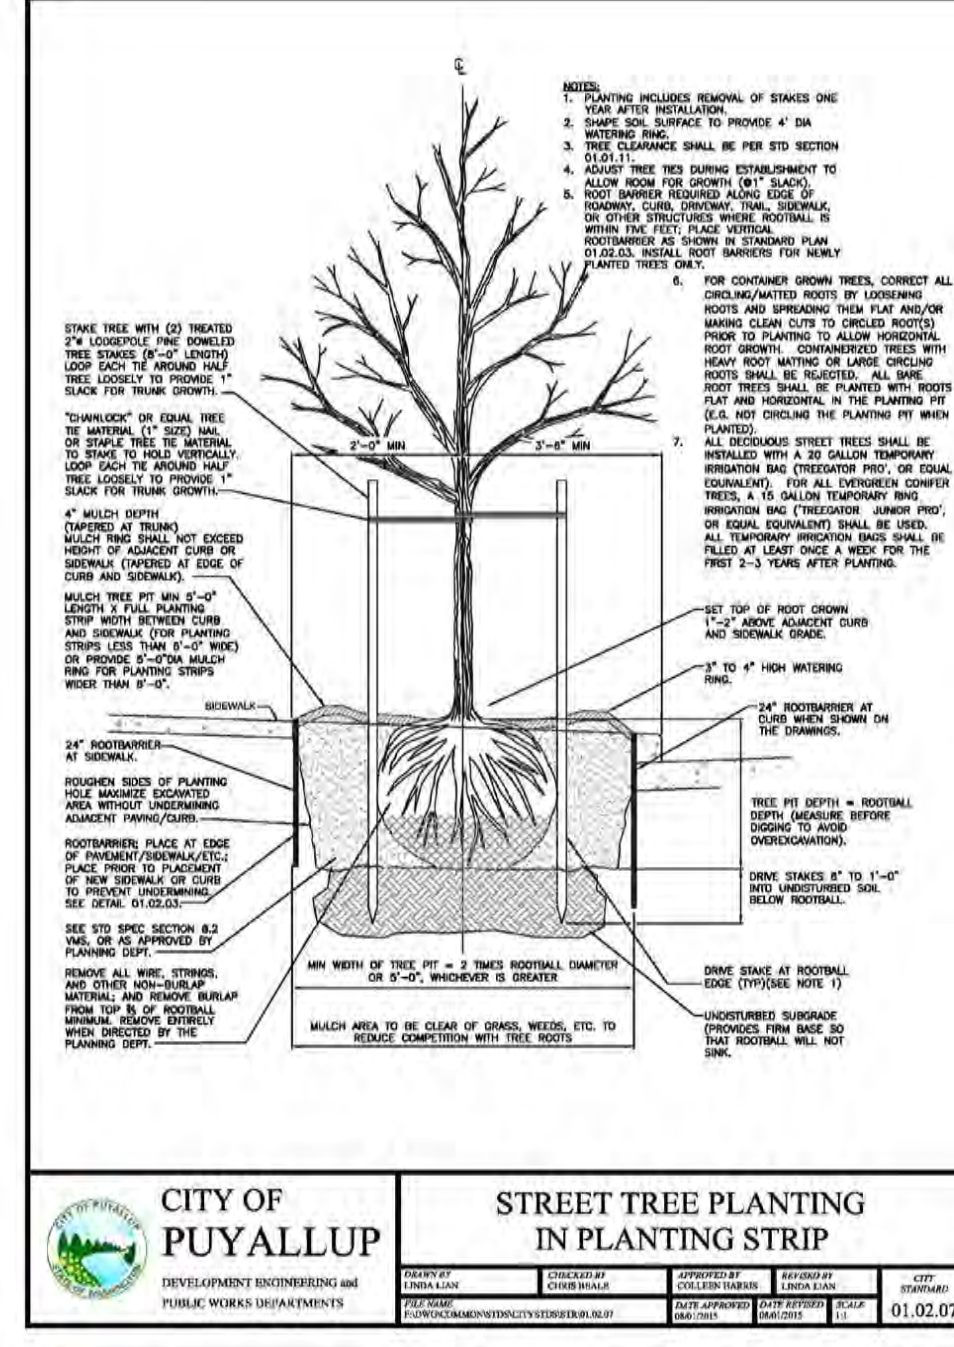 ℄
NOTES:
1. PLANTING INCLUDES REMOVAL OF STAKES ONE
YEAR AFTER INSTALLATION.
2. SHAPE SOIL SURFACE TO PROVIDE 4' DIA
WATERING RING.
3. TREE CLEARANCE SHALL BE PER STD SECTION
01.01.11.
4. ADJUST TREE TIES DURING ESTABLISHMENT TO
ALLOW ROOM FOR GROWTH (@1" SLACK).
5. ROOT BARRIER REQUIRED ALONG EDGE OF
ROADWAY, CURB, DRIVEWAY, TRAIL, SIDEWALK,
OR OTHER STRUCTURES WHERE ROOTBALL IS
WITHIN FIVE FEET; PLACE VERTICAL
ROOTBARRIER AS SHOWN IN STANDARD PLAN
01.02.03. INSTALL ROOT BARRIERS FOR NEWLY
PLANTED TREES ONLY.
6. FOR CONTAINER GROWN TREES, CORRECT ALL
CIRCLING/MATTED ROOTS BY LOOSENING
ROOTS AND SPREADING THEM FLAT AND/OR
MAKING CLEAN CUTS TO CIRCLED ROOT(S)
PRIOR TO PLANTING TO ALLOW HORIZONTAL
ROOT GROWTH. CONTAINERIZED TREES WITH
HEAVY ROOT MATTING OR LARGE CIRCLING
ROOTS SHALL BE REJECTED. ALL BARE
ROOT TREES SHALL BE PLANTED WITH ROOTS
FLAT AND HORIZONTAL IN THE PLANTING PIT
(E.G. NOT CIRCLING THE PLANTING PIT WHEN
PLANTED).
7. ALL DECIDUOUS STREET TREES SHALL BE
INSTALLED WITH A 20 GALLON TEMPORARY
IRRIGATION BAG (TREEGATOR PRO', OR EQUAL
EQUIVALENT). FOR ALL EVERGREEN CONIFER
TREES, A 15 GALLON TEMPORARY RING
IRRIGATION BAG ('TREEGATOR JUNIOR PRO',
OR EQUAL EQUIVALENT) SHALL BE USED.
ALL TEMPORARY IRRIGATION BAGS SHALL BE
FILLED AT LEAST ONCE A WEEK FOR THE
FIRST 2-3 YEARS AFTER PLANTING.
STAKE TREE WITH (2) TREATED
2"ø LODGEPOLE PINE DOWELED
TREE STAKES (8'-0" LENGTH)
LOOP EACH TIE AROUND HALF
TREE LOOSELY TO PROVIDE 1"
SLACK FOR TRUNK GROWTH.
"CHAINLOCK" OR EQUAL TREE
TIE MATERIAL (1" SIZE) NAIL
OR STAPLE TREE TIE MATERIAL
TO STAKE TO HOLD VERTICALLY.
LOOP EACH TIE AROUND HALF
TREE LOOSELY TO PROVIDE 1"
SLACK FOR TRUNK GROWTH.
2'-0" MIN
3'-6" MIN
4" MULCH DEPTH
(TAPERED AT TRUNK)
MULCH RING SHALL NOT EXCEED
HEIGHT OF ADJACENT CURB OR
SIDEWALK (TAPERED AT EDGE OF
CURB AND SIDEWALK).
MULCH TREE PIT MIN 5'-0"
LENGTH X FULL PLANTING
STRIP WIDTH BETWEEN CURB
AND SIDEWALK (FOR PLANTING
STRIPS LESS THAN 6'-0" WIDE)
OR PROVIDE 5'-0"DIA MULCH
RING FOR PLANTING STRIPS
WIDER THAN 6'-0".
SIDEWALK
24" ROOTBARRIER
AT SIDEWALK.
ROUGHEN SIDES OF PLANTING
HOLE MAXIMIZE EXCAVATED
AREA WITHOUT UNDERMINING
ADJACENT PAVING/CURB.
ROOTBARRIER; PLACE AT EDGE
OF PAVEMENT/SIDEWALK/ETC.;
PLACE PRIOR TO PLACEMENT
OF NEW SIDEWALK OR CURB
TO PREVENT UNDERMINING.
SEE DETAIL 01.02.03.
SEE STD SPEC SECTION 8.2
VMS, OR AS APPROVED BY
PLANNING DEPT.
REMOVE ALL WIRE, STRINGS,
AND OTHER NON-BURLAP
MATERIAL; AND REMOVE BURLAP
FROM TOP ⅔ OF ROOTBALL
MINIMUM. REMOVE ENTIRELY
WHEN DIRECTED BY THE
PLANNING DEPT.
SET TOP OF ROOT CROWN
1"-2" ABOVE ADJACENT CURB
AND SIDEWALK GRADE.
3" TO 4" HIGH WATERING
RING.
24" ROOTBARRIER AT
CURB WHEN SHOWN ON
THE DRAWINGS.
TREE PIT DEPTH = ROOTBALL
DEPTH (MEASURE BEFORE
DIGGING TO AVOID
OVEREXCAVATION).
DRIVE STAKES 6" TO 1'-0"
INTO UNDISTURBED SOIL
BELOW ROOTBALL.
DRIVE STAKE AT ROOTBALL
EDGE (TYP)(SEE NOTE 1)
UNDISTURBED SUBGRADE
(PROVIDES FIRM BASE SO
THAT ROOTBALL WILL NOT
SINK.
MIN WIDTH OF TREE PIT = 2 TIMES ROOTBALL DIAMETER
OR 5'-0", WHICHEVER IS GREATER
MULCH AREA TO BE CLEAR OF GRASS, WEEDS, ETC. TO
REDUCE COMPETITION WITH TREE ROOTS
CITY OF PUYALLUP
STATE OF WASHINGTON
CITY OF
PUYALLUP
DEVELOPMENT ENGINEERING and
PUBLIC WORKS DEPARTMENTS
STREET TREE PLANTING
IN PLANTING STRIP
DRAWN BY
LINDA LIAN
CHECKED BY
CHRIS BEALE
APPROVED BY
COLLEEN HARRIS
REVISED BY
LINDA LIAN
CITY
STANDARD
01.02.07
FILE NAME
F:\DWG\COMMON\STDS\CITYSTDS\STR\01.02.07
DATE APPROVED
08/01/2015
DATE REVISED
08/01/2015
SCALE
1:1